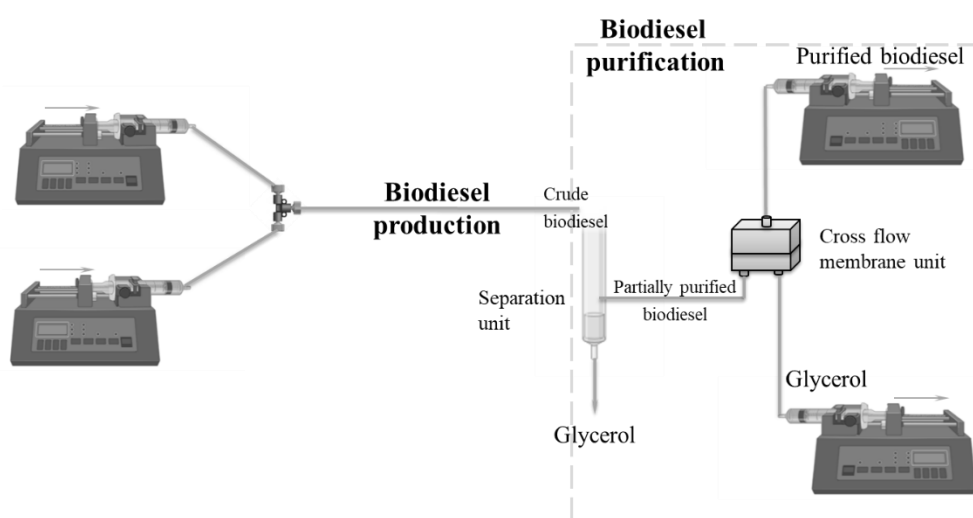 Biodiesel
purification
Purified biodiesel
Biodiesel
production
Crude
biodiesel
Cross flow
membrane unit
Separation
unit
Partially purified
biodiesel
Glycerol
Glycerol